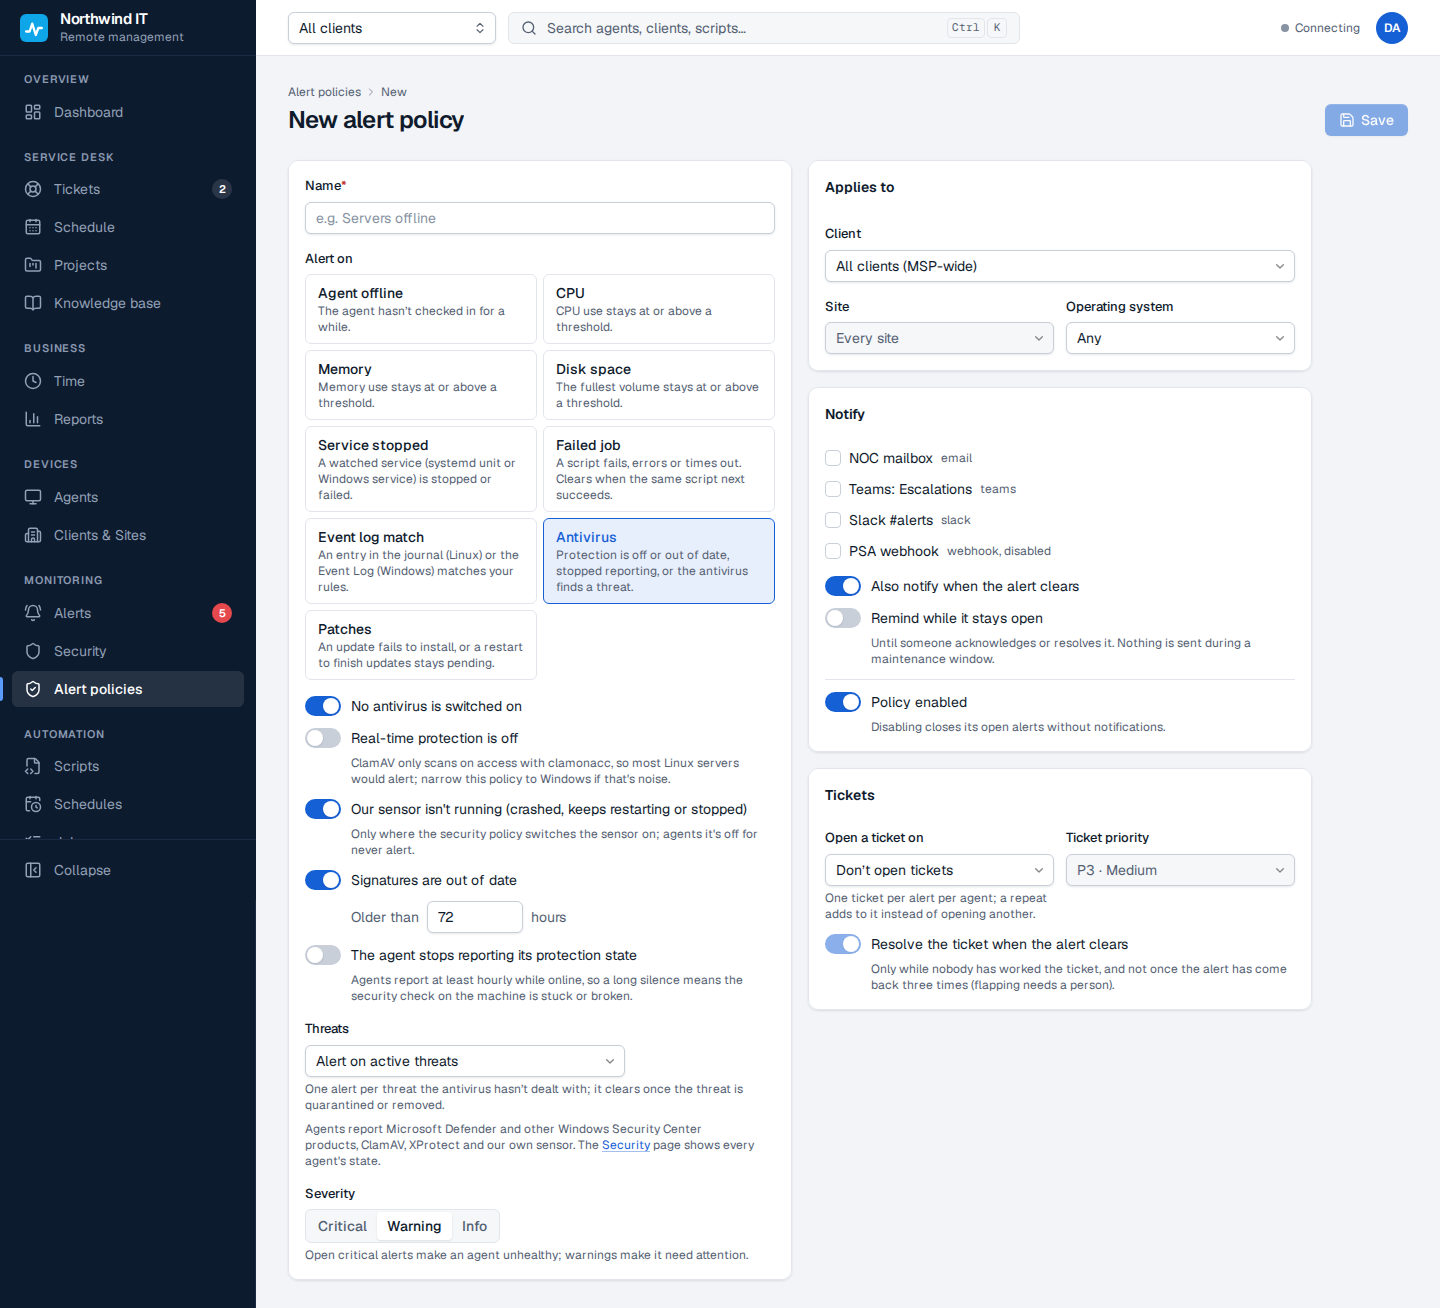 Northwind IT
Remote management
All clients
Search agents, clients, scripts...
Ctrl K
Connecting
DA
OVERVIEW
Dashboard
SERVICE DESK
Tickets 2
Schedule
Projects
Knowledge base
BUSINESS
Time
Reports
DEVICES
Agents
Clients & Sites
MONITORING
Alerts 5
Security
Alert policies
AUTOMATION
Scripts
Schedules
Collapse
Alert policies > New
New alert policy
Save
Name*
e.g. Servers offline
Alert on
Agent offline
The agent hasn't checked in for a
while.
CPU
CPU use stays at or above a
threshold.
Memory
Memory use stays at or above a
threshold.
Disk space
The fullest volume stays at or above
a threshold.
Service stopped
A watched service (systemd unit or
Windows service) is stopped or
failed.
Failed job
A script fails, errors or times out.
Clears when the same script next
succeeds.
Event log match
An entry in the journal (Linux) or the
Event Log (Windows) matches your
rules.
Antivirus
Protection is off or out of date,
stopped reporting, or the antivirus
finds a threat.
Patches
An update fails to install, or a restart
to finish updates stays pending.
No antivirus is switched on
Real-time protection is off
ClamAV only scans on access with clamonacc, so most Linux servers
would alert; narrow this policy to Windows if that's noise.
Our sensor isn't running (crashed, keeps restarting or stopped)
Only where the security policy switches the sensor on; agents it's off for
never alert.
Signatures are out of date
Older than 72 hours
The agent stops reporting its protection state
Agents report at least hourly while online, so a long silence means the
security check on the machine is stuck or broken.
Threats
Alert on active threats
One alert per threat the antivirus hasn't dealt with; it clears once the threat is
quarantined or removed.
Agents report Microsoft Defender and other Windows Security Center
products, ClamAV, XProtect and our own sensor. The Security page shows every
agent's state.
Severity
Critical Warning Info
Open critical alerts make an agent unhealthy; warnings make it need attention.
Applies to
Client
All clients (MSP-wide)
Site
Every site
Operating system
Any
Notify
NOC mailbox email
Teams: Escalations teams
Slack #alerts slack
PSA webhook webhook, disabled
Also notify when the alert clears
Remind while it stays open
Until someone acknowledges or resolves it. Nothing is sent during a
maintenance window.
Policy enabled
Disabling closes its open alerts without notifications.
Tickets
Open a ticket on
Don't open tickets
One ticket per alert per agent; a repeat
adds to it instead of opening another.
Ticket priority
P3 · Medium
Resolve the ticket when the alert clears
Only while nobody has worked the ticket, and not once the alert has come
back three times (flapping needs a person).